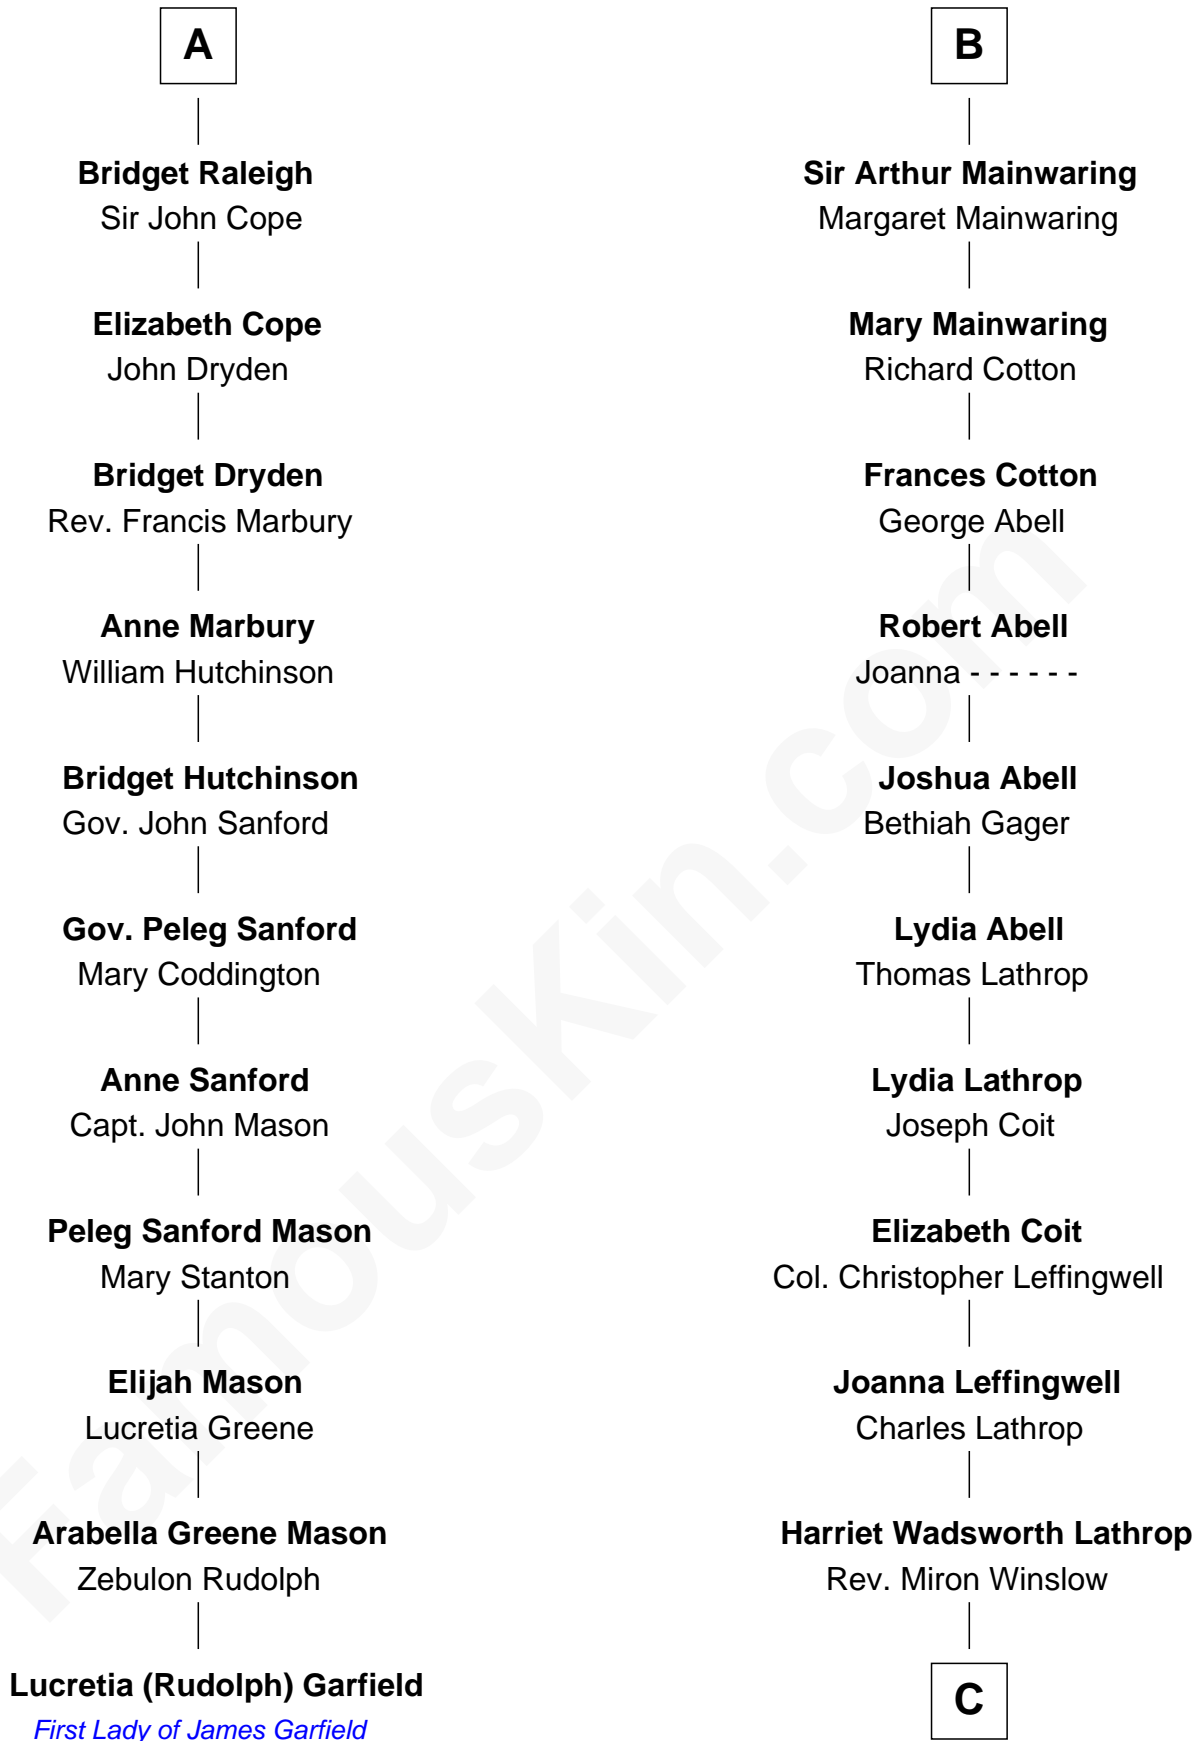 A
Bridget Raleigh
Sir John Cope
Elizabeth Cope
John Dryden
Bridget Dryden
Rev. Francis Marbury
Anne Marbury
William Hutchinson
Bridget Hutchinson
Gov. John Sanford
Gov. Peleg Sanford
Mary Coddington
Anne Sanford
Capt. John Mason
Peleg Sanford Mason
Mary Stanton
Elijah Mason
Lucretia Greene
Arabella Greene Mason
Zebulon Rudolph
Lucretia (Rudolph) Garfield
First Lady of James Garfield
B
Sir Arthur Mainwaring
Margaret Mainwaring
Mary Mainwaring
Richard Cotton
Frances Cotton
George Abell
Robert Abell
Joanna - - - - - -
Joshua Abell
Bethiah Gager
Lydia Abell
Thomas Lathrop
Lydia Lathrop
Joseph Coit
Elizabeth Coit
Col. Christopher Leffingwell
Joanna Leffingwell
Charles Lathrop
Harriet Wadsworth Lathrop
Rev. Miron Winslow
C
FamousKin.com